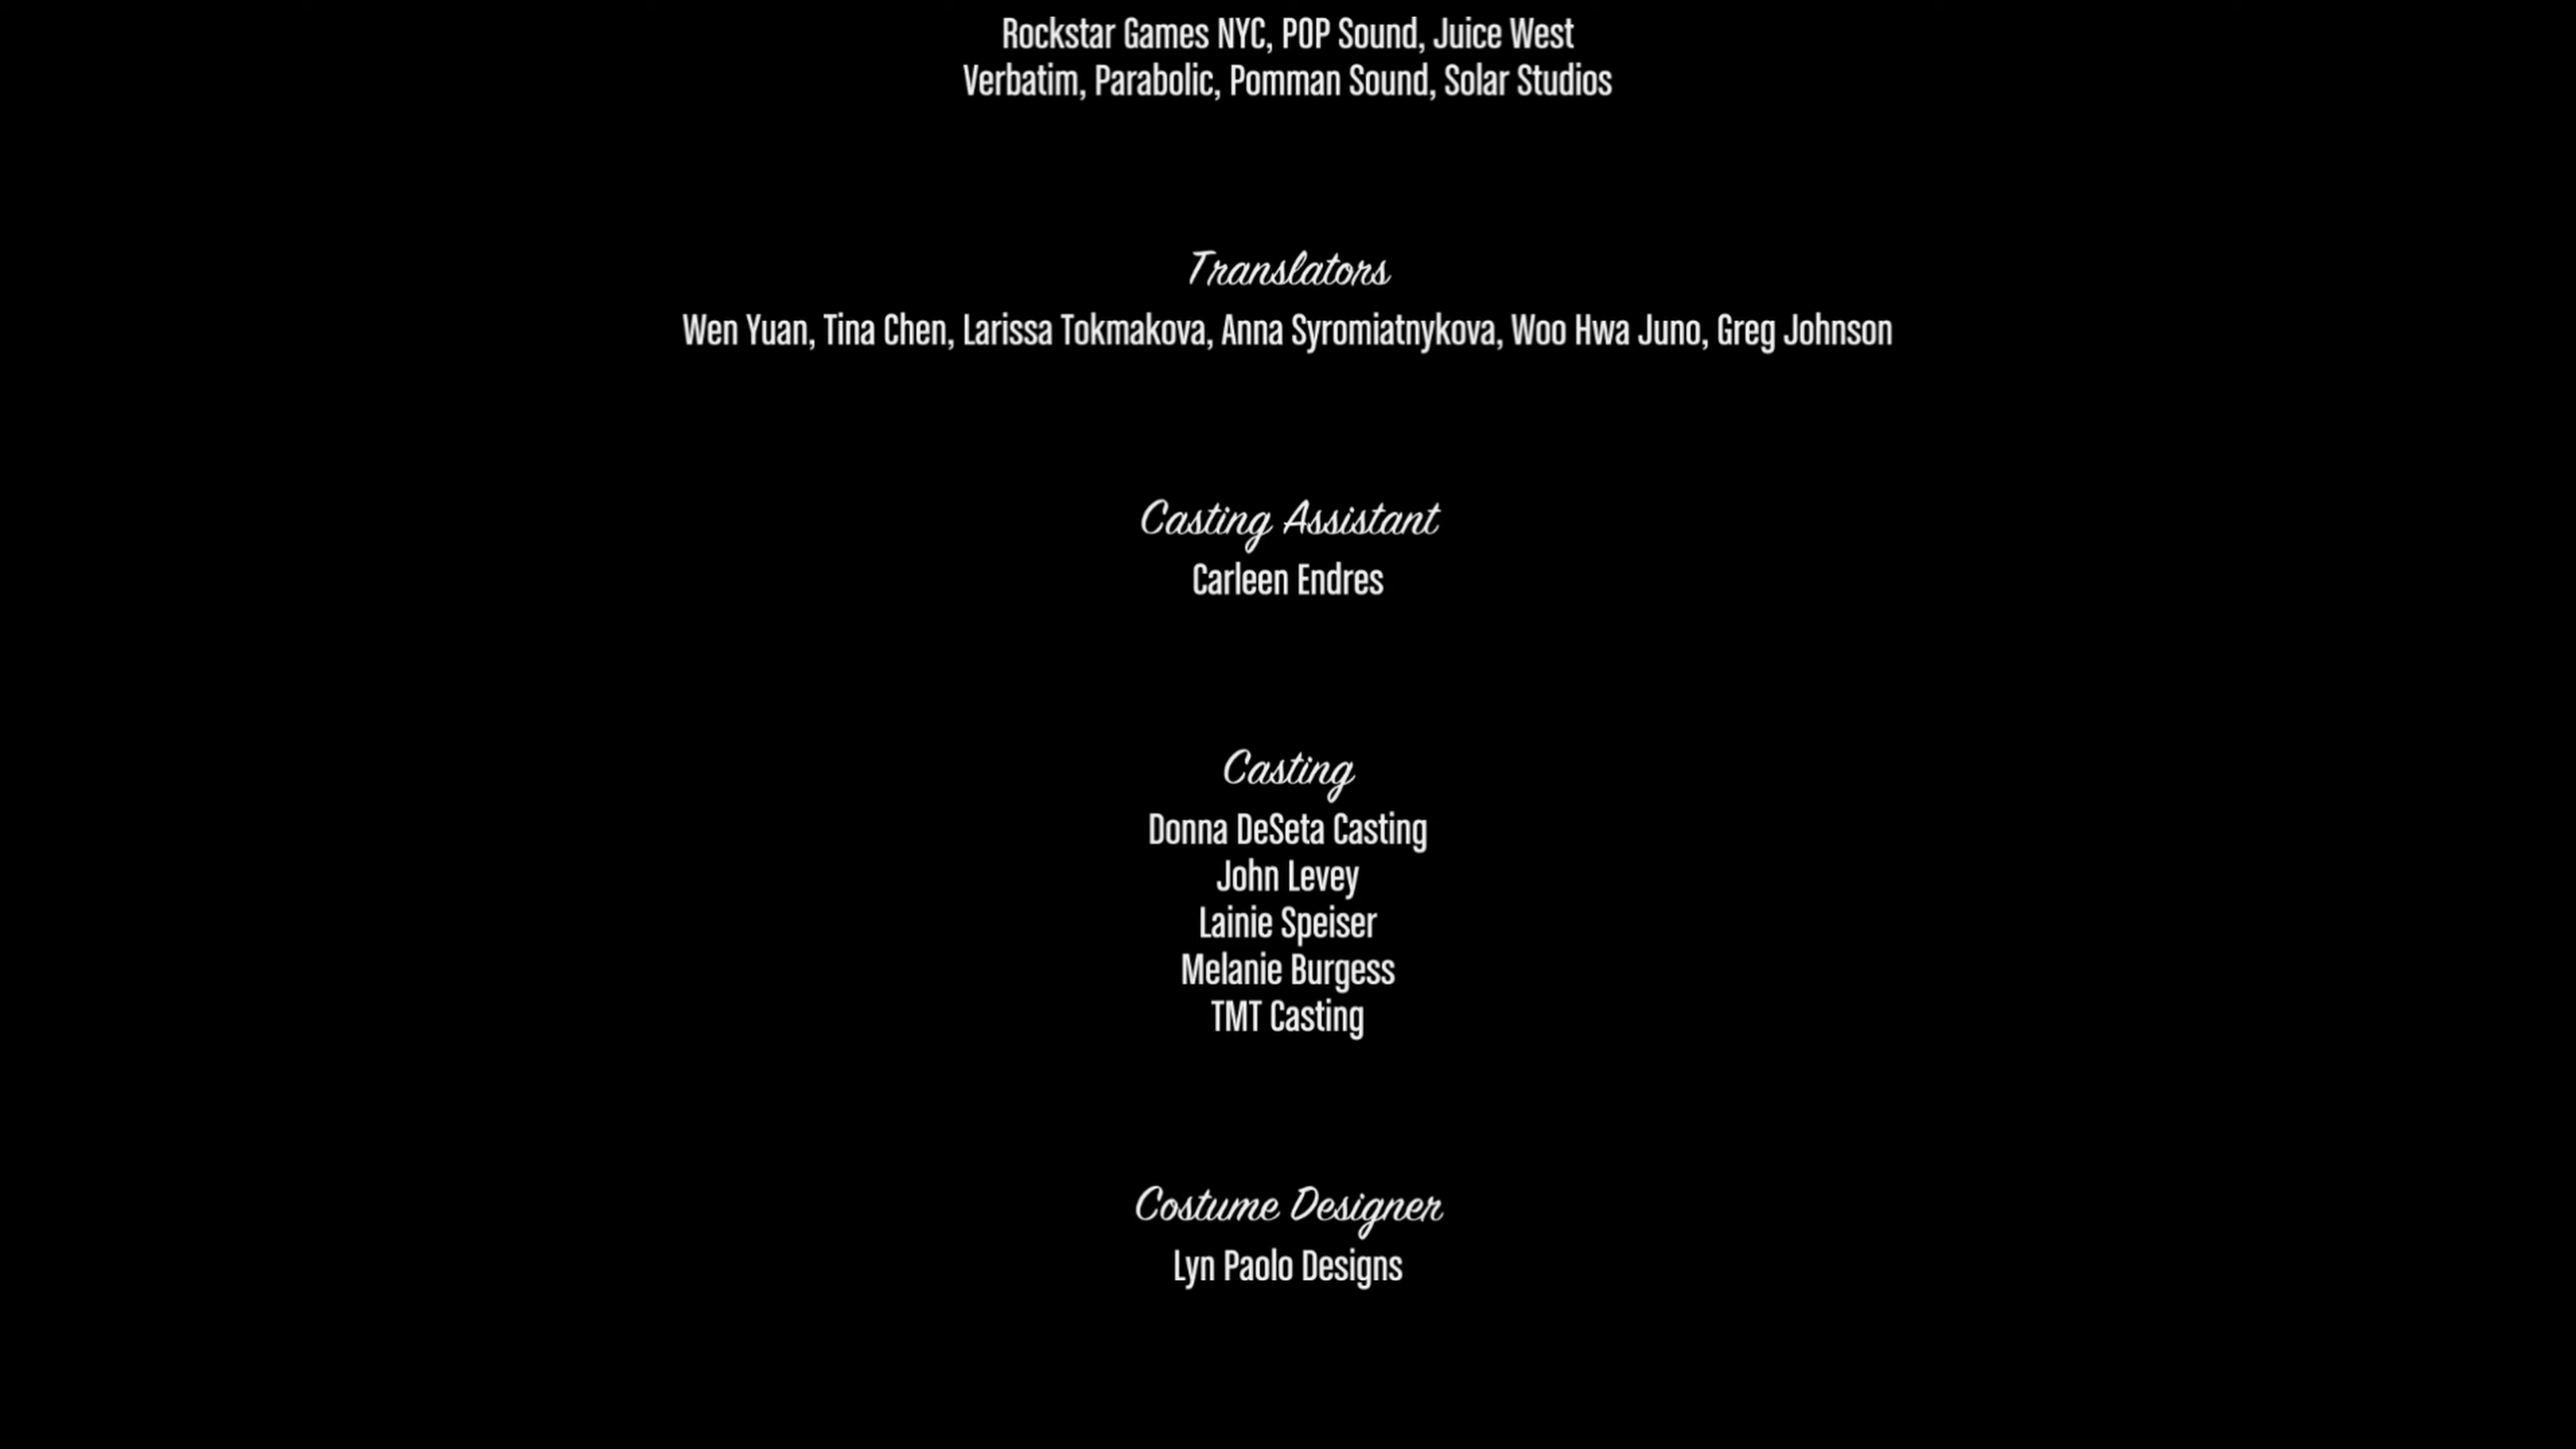 Rockstar Games NYC, POP Sound, Juice West
Verbatim, Parabolic, Pomman Sound, Solar Studios
Translators
Wen Yuan, Tina Chen, Larissa Tokmakova, Anna Syromiatnykova, Woo Hwa Juno, Greg Johnson
Casting Assistant
Carleen Endres
Casting
Donna DeSeta Casting
John Levey
Lainie Speiser
Melanie Burgess
TMT Casting
Costume Designer
Lyn Paolo Designs